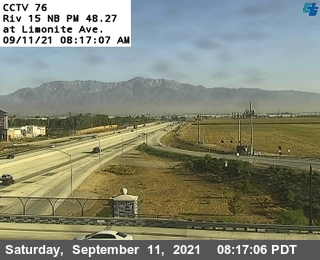 CCTV 76
Riv 15 NB PM 48.27
at Limonite Ave.
09/11/21 08:17:07 AM
Saturday, September 11, 2021 08:17:06 PDT